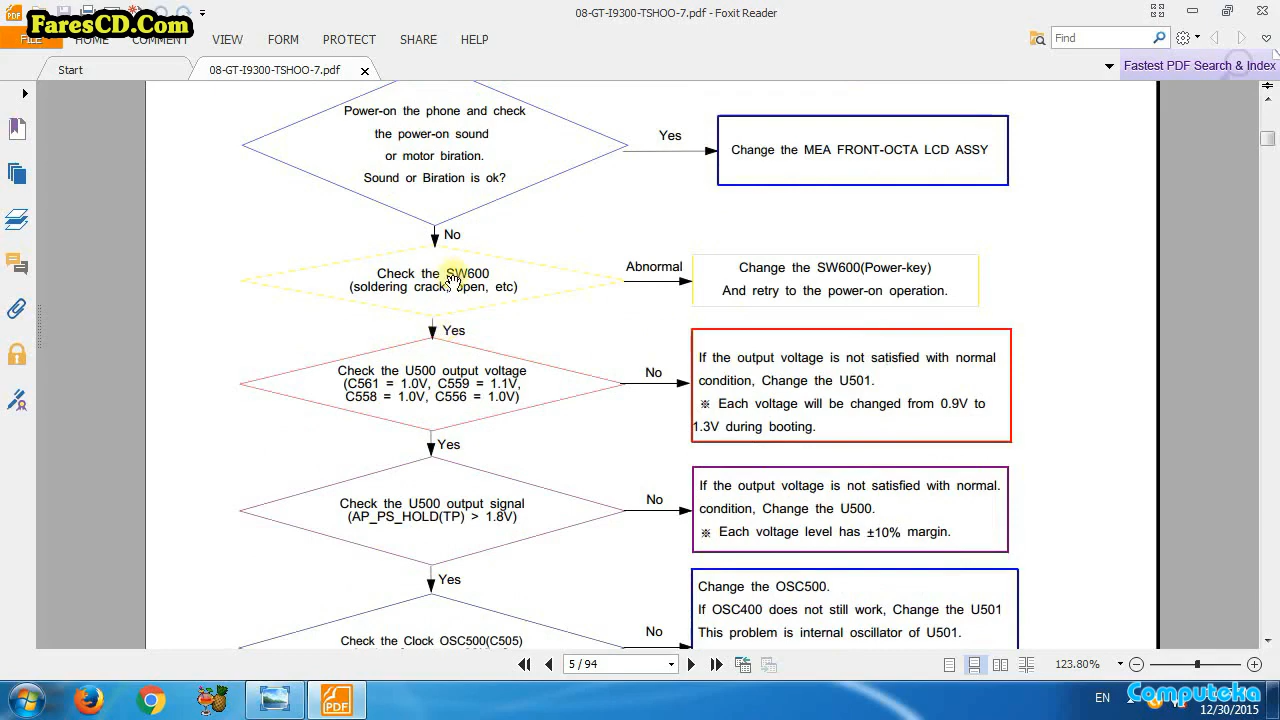 FaresCD.Com
08-GT-I9300-TSHOO-7.pdf - Foxit Reader
FILE HOME COMMENT VIEW FORM PROTECT SHARE HELP
Find
Start
08-GT-I9300-TSHOO-7.pdf
Fastest PDF Search & Index
Power-on the phone and check
the power-on sound
or motor biration.
Sound or Biration is ok?
Yes
Change the MEA FRONT-OCTA LCD ASSY
No
Check the SW600
(soldering crack, open, etc)
Abnormal
Change the SW600(Power-key)
And retry to the power-on operation.
Yes
Check the U500 output voltage
(C561 = 1.0V, C559 = 1.1V,
C558 = 1.0V, C556 = 1.0V)
No
If the output voltage is not satisfied with normal
condition, Change the U501.
※ Each voltage will be changed from 0.9V to
1.3V during booting.
Yes
Check the U500 output signal
(AP_PS_HOLD(TP) > 1.8V)
No
If the output voltage is not satisfied with normal.
condition, Change the U500.
※ Each voltage level has ±10% margin.
Yes
Check the Clock OSC500(C505)
No
Change the OSC500.
If OSC400 does not still work, Change the U501
This problem is internal oscillator of U501.
5 / 94
123.80%
EN
Computeka
12/30/2015